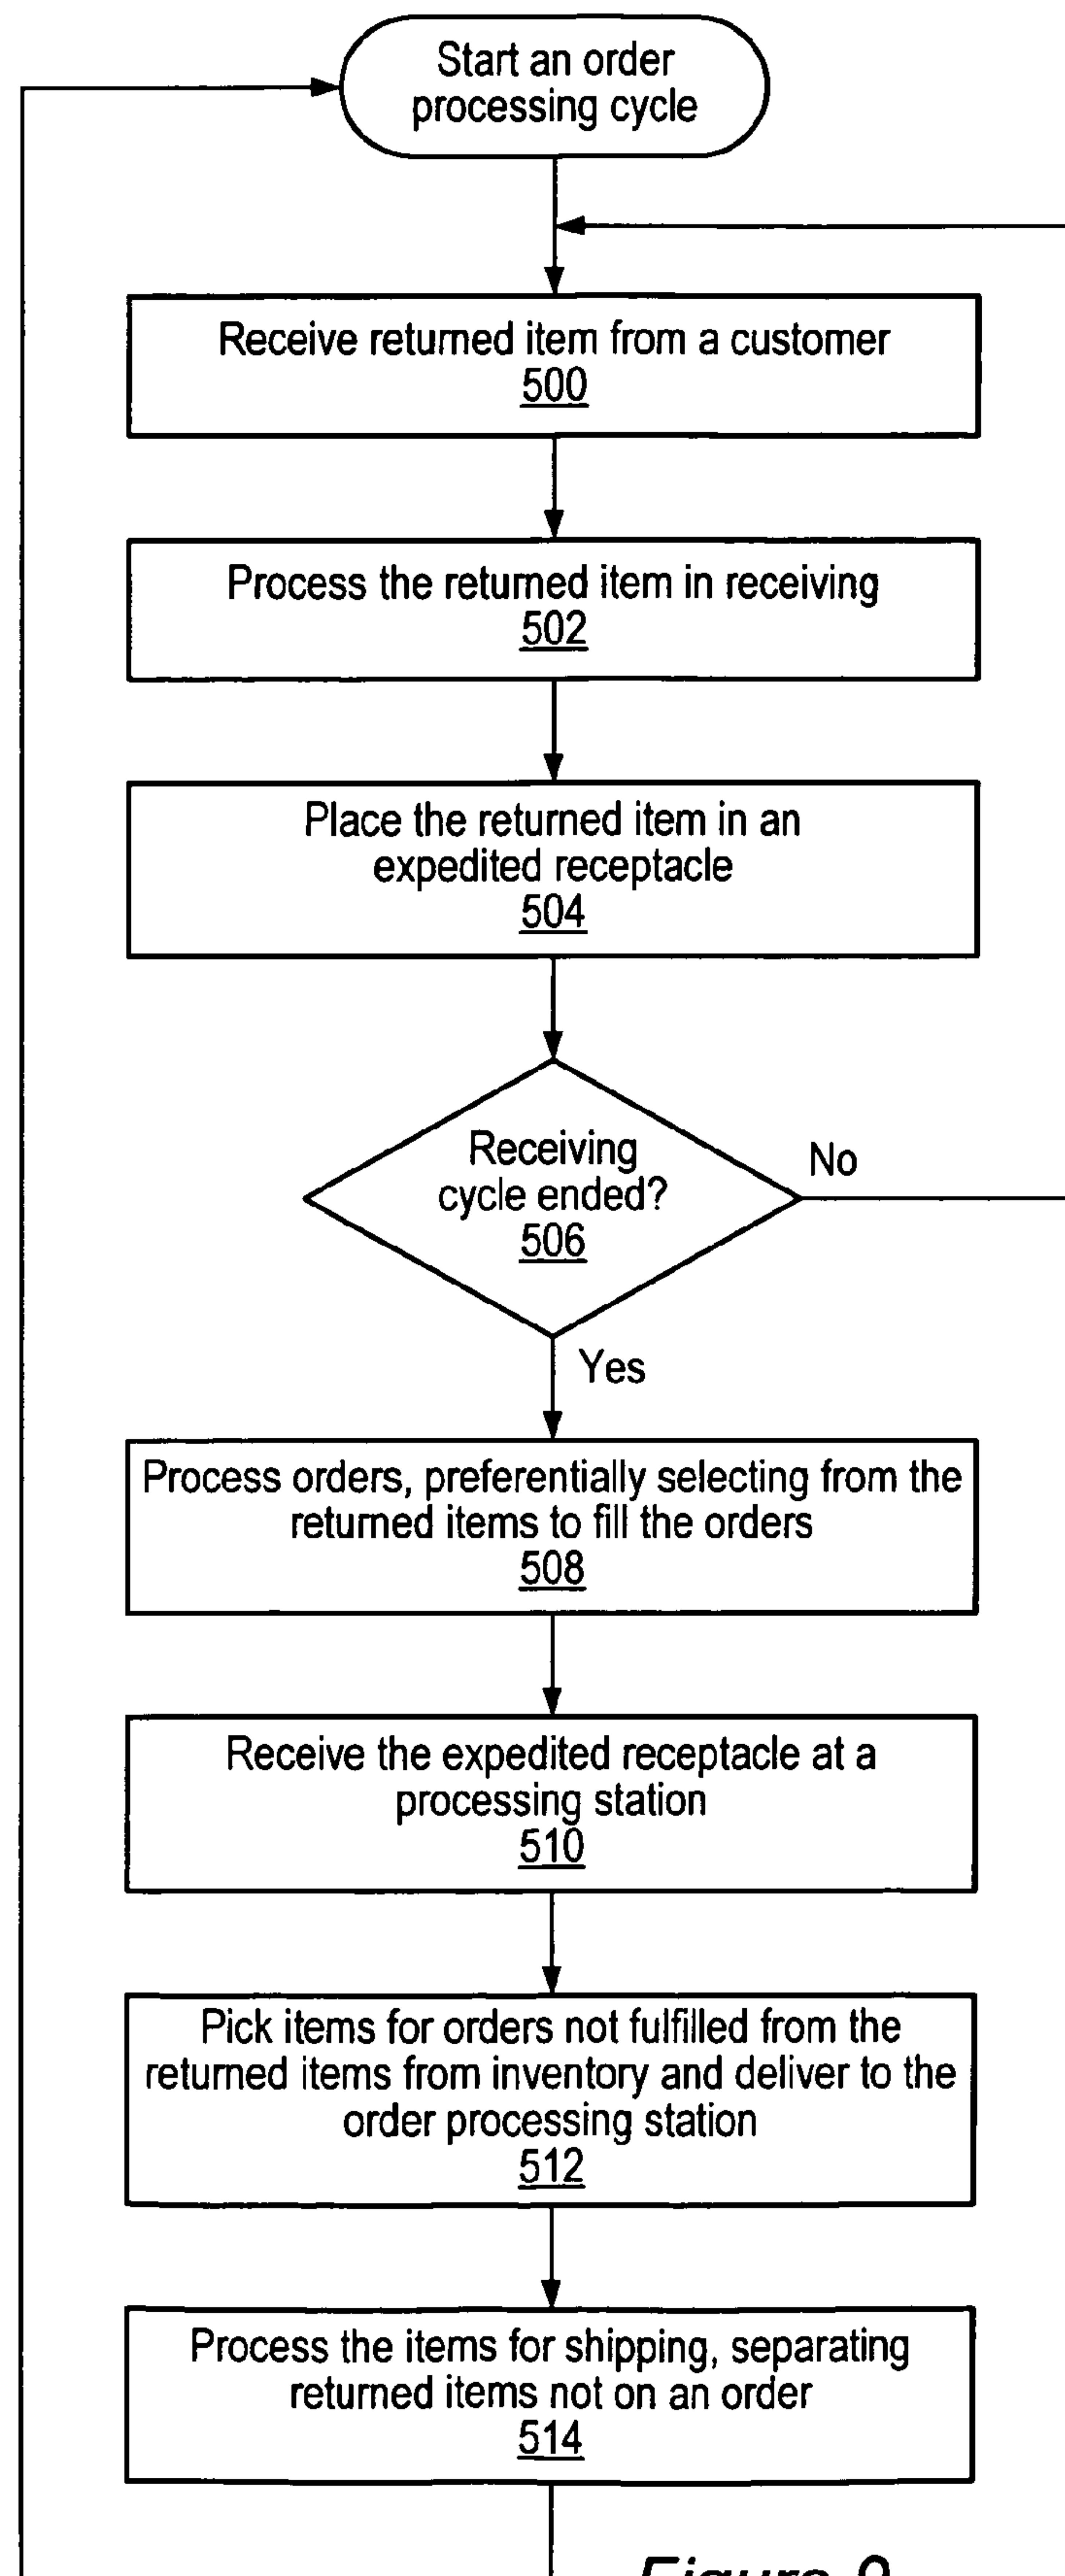 Start an order
processing cycle
Receive returned item from a customer
500
Process the returned item in receiving
502
Place the returned item in an
expedited receptacle
504
Receiving
cycle ended?
506
No
Yes
Process orders, preferentially selecting from the
returned items to fill the orders
508
Receive the expedited receptacle at a
processing station
510
Pick items for orders not fulfilled from the
returned items from inventory and deliver to the
order processing station
512
Process the items for shipping, separating
returned items not on an order
514
Figure